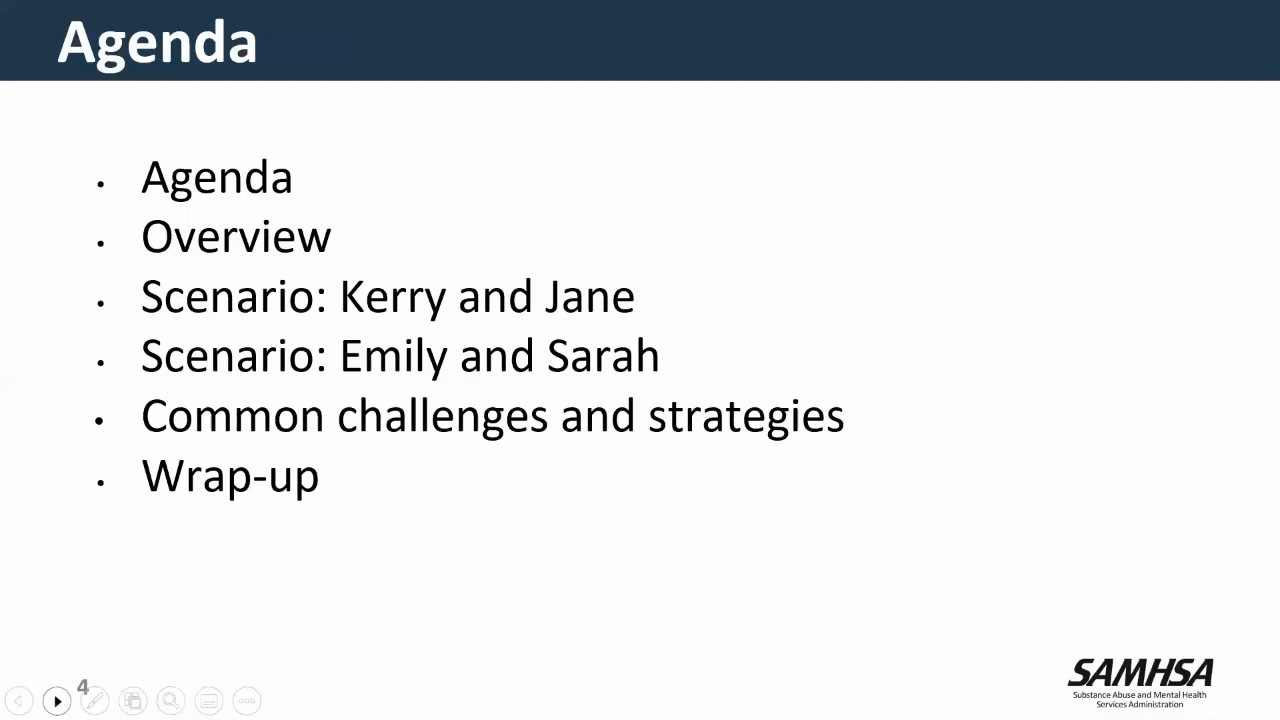 Agenda
• Agenda
• Overview
• Scenario: Kerry and Jane
• Scenario: Emily and Sarah
• Common challenges and strategies
• Wrap-up
4
SAMHSA
Substance Abuse and Mental Health
Services Administration